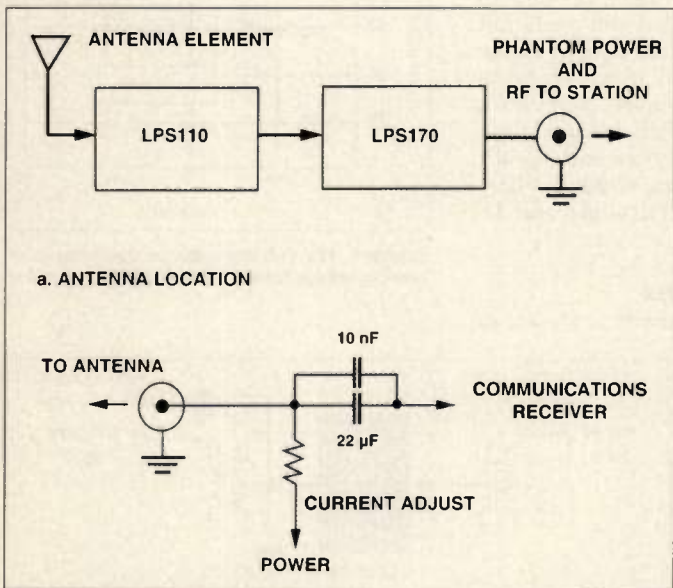 ANTENNA ELEMENT
PHANTOM POWER
AND
RF TO STATION
LPS110
LPS170
a. ANTENNA LOCATION
10 nF
TO ANTENNA
COMMUNICATIONS
RECEIVER
22 µF
CURRENT ADJUST
POWER